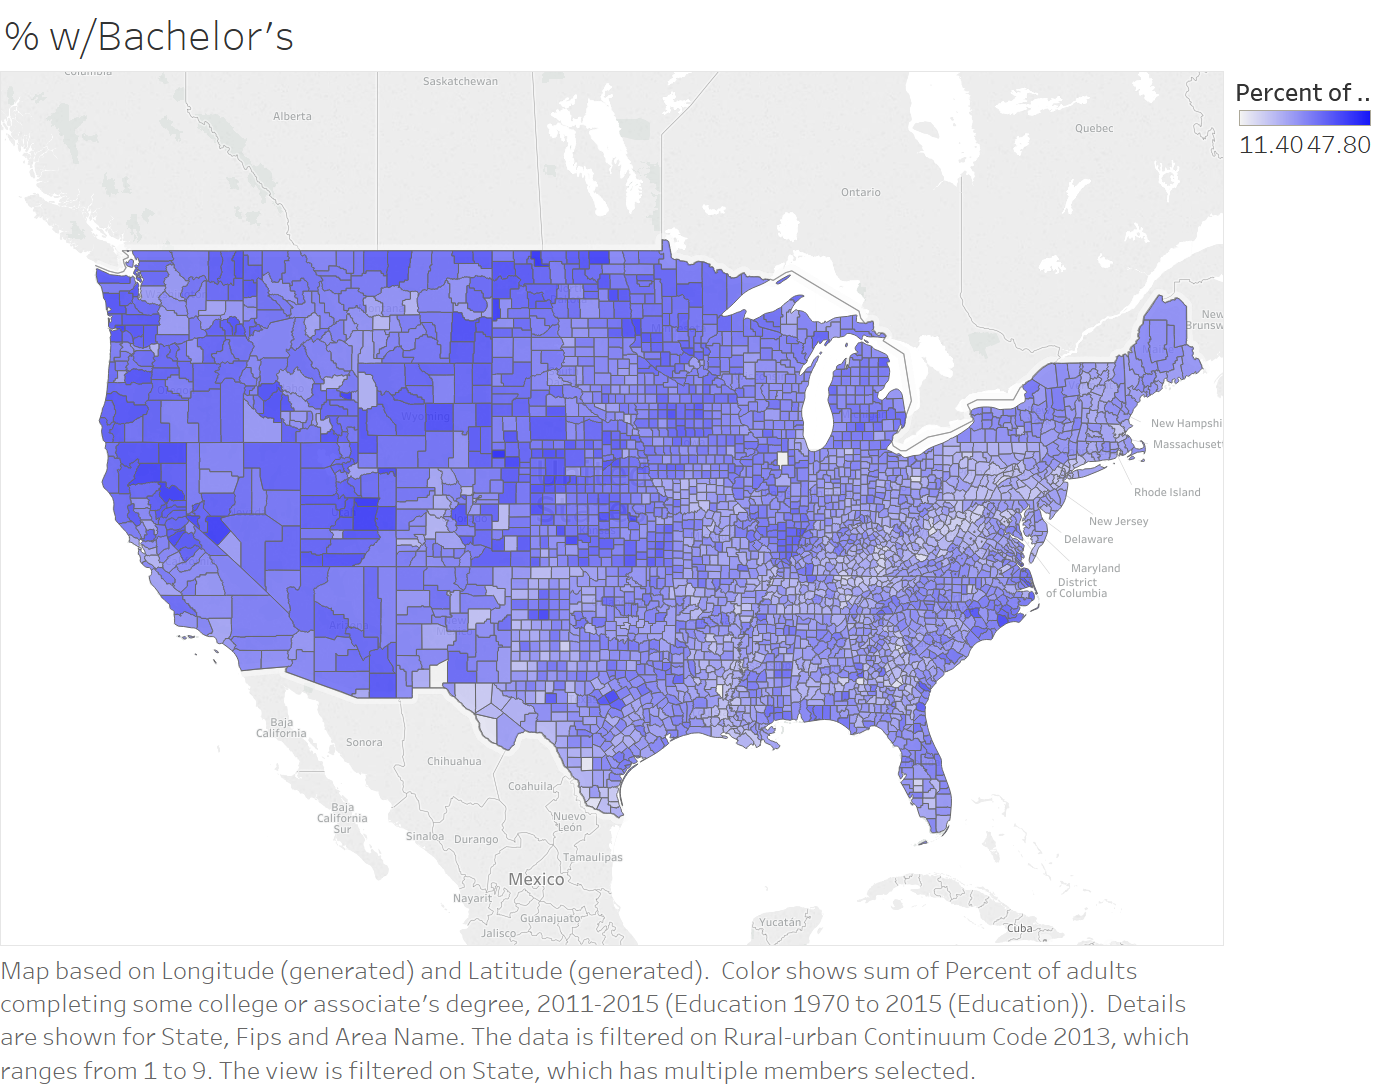 % w/Bachelor's
Saskatchewan
Alberta
Quebec
Ontario
New
Brunsw
New Hampshi
Massachuset
Rhode Island
New Jersey
Delaware
Maryland
District
of Columbia
Wyoming
Baja
California
Sonora
Chihuahua
Coahuila
Baja
California
Sur
Nuevo
León
Sinaloa
Durango
Tamaulipas
Mexico
Nayarit
Guanajuato
Jalisco
Yucatán
Cuba
Percent of ..
11.40 47.80
Map based on Longitude (generated) and Latitude (generated).  Color shows sum of Percent of adults
completing some college or associate's degree, 2011-2015 (Education 1970 to 2015 (Education)).  Details
are shown for State, Fips and Area Name. The data is filtered on Rural-urban Continuum Code 2013, which
ranges from 1 to 9. The view is filtered on State, which has multiple members selected.